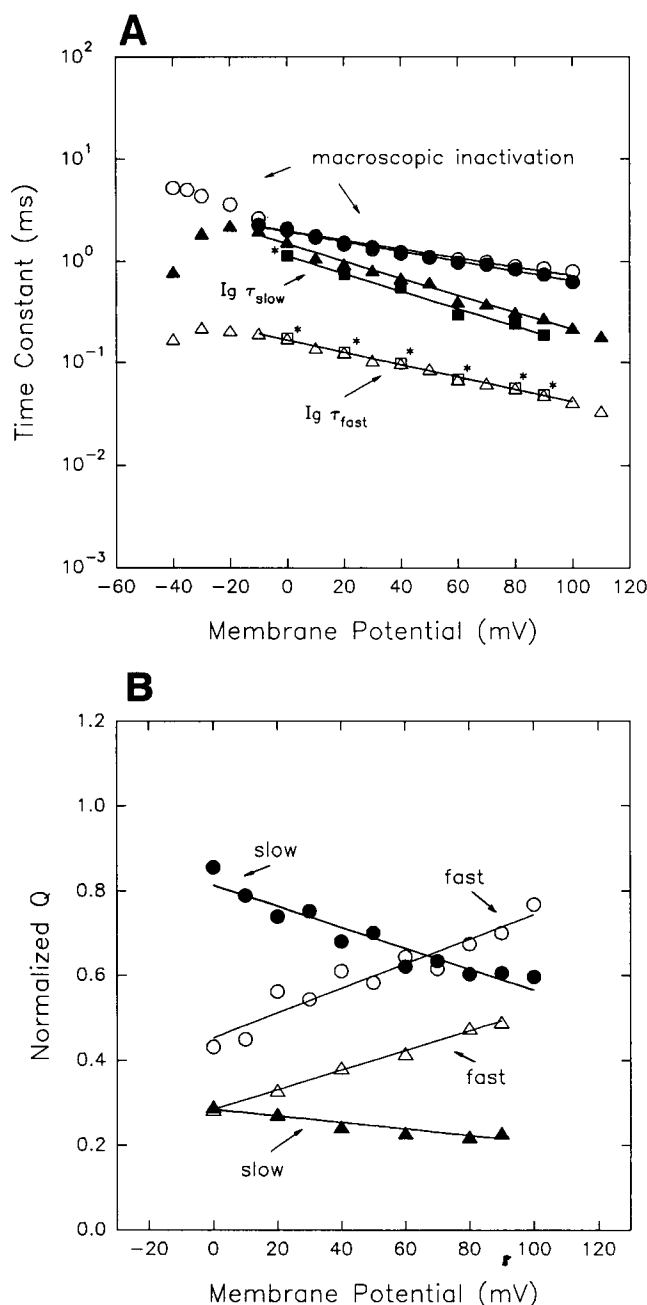 A
10²
10¹
10⁰
10⁻¹
10⁻²
10⁻³
Time Constant (ms)
macroscopic inactivation
*
Ig τslow
* * * * *
Ig τfast
−60 −40 −20 0 20 40 60 80 100 120
Membrane Potential (mV)
B
1.2
1.0
0.8
0.6
0.4
0.2
0.0
Normalized Q
slow
fast
fast
slow
−20 0 20 40 60 80 100 120
Membrane Potential (mV)